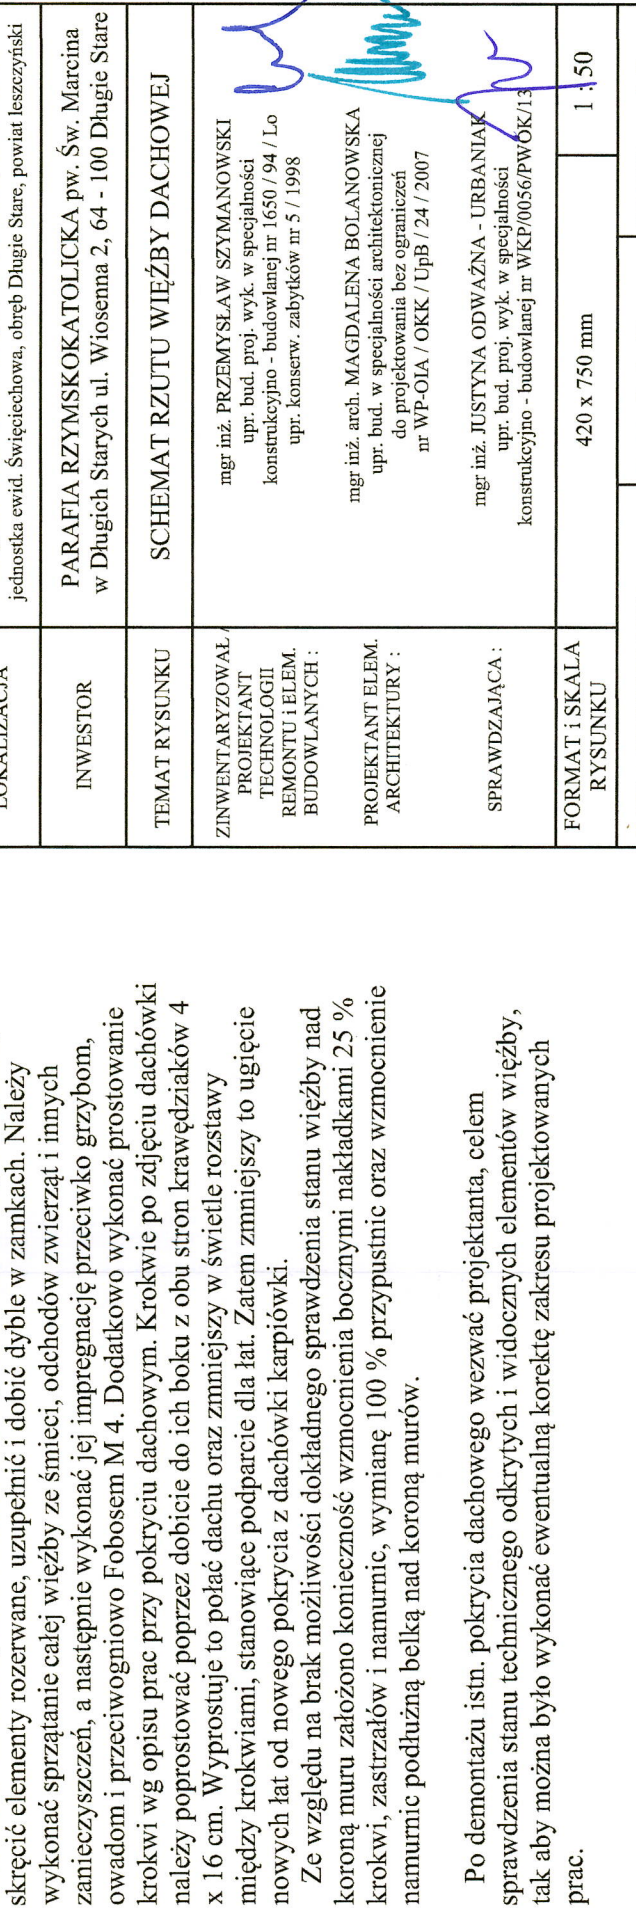 skręcić elementy rozerwane, uzupełnić i dobić dyble w zamkach. Należy
wykonać sprzątanie całej więźby ze śmieci, odchodów zwierząt i innych
zanieczyszczeń, a następnie wykonać jej impregnację przeciwko grzybom,
owadom i przeciwogniowo Fobosem M 4. Dodatkowo wykonać prostowanie
krokwi wg opisu prac przy pokryciu dachowym. Krokwie po zdjęciu dachówki
należy poprostować poprzez dobicie do ich boku z obu stron krawędziaków 4
x 16 cm. Wyprostuje to połać dachu oraz zmniejszy w świetle rozstawy
między krokwiami, stanowiące podparcie dla łat. Zatem zmniejszy to ugięcie
nowych łat od nowego pokrycia z dachówki karpiówki.
Ze względu na brak możliwości dokładnego sprawdzenia stanu więźby nad
koroną muru założono konieczność wzmocnienia bocznymi nakładkami 25 %
krokwi, zastrzałów i namurnic, wymianę 100 % przypustnic oraz wzmocnienie
namurnic podłużną belką nad koroną murów.
Po demontażu istn. pokrycia dachowego wezwać projektanta, celem
sprawdzenia stanu technicznego odkrytych i widocznych elementów więźby,
tak aby można było wykonać ewentualną korektę zakresu projektowanych
prac.
LOKALIZACJA
jednostka ewid. Święciechowa, obręb Długie Stare, powiat leszczyński
INWESTOR
PARAFIA RZYMSKOKATOLICKA pw. Św. Marcina
w Długich Starych ul. Wiosenna 2, 64 - 100 Długie Stare
TEMAT RYSUNKU
SCHEMAT RZUTU WIĘŹBY DACHOWEJ
ZINWENTARYZOWAŁ /
PROJEKTANT
TECHNOLOGII
REMONTU i ELEM.
BUDOWLANYCH :
mgr inż. PRZEMYSŁAW SZYMANOWSKI
upr. bud. proj. wyk. w specjalności
konstrukcyjno - budowlanej nr 1650 / 94 / Lo
upr. konserw. zabytków nr 5 / 1998
PROJEKTANT ELEM.
ARCHITEKTURY :
mgr inż. arch. MAGDALENA BOLANOWSKA
upr. bud. w specjalności architektonicznej
do projektowania bez ograniczeń
nr WP-OIA / OKK / UpB / 24 / 2007
SPRAWDZAJĄCA :
mgr inż. JUSTYNA ODWAŻNA - URBANIAK
upr. bud. proj. wyk. w specjalności
konstrukcyjno - budowlanej nr WKP/0056/PWOK/13
FORMAT i SKALA
RYSUNKU
420 x 750 mm
1 : 50